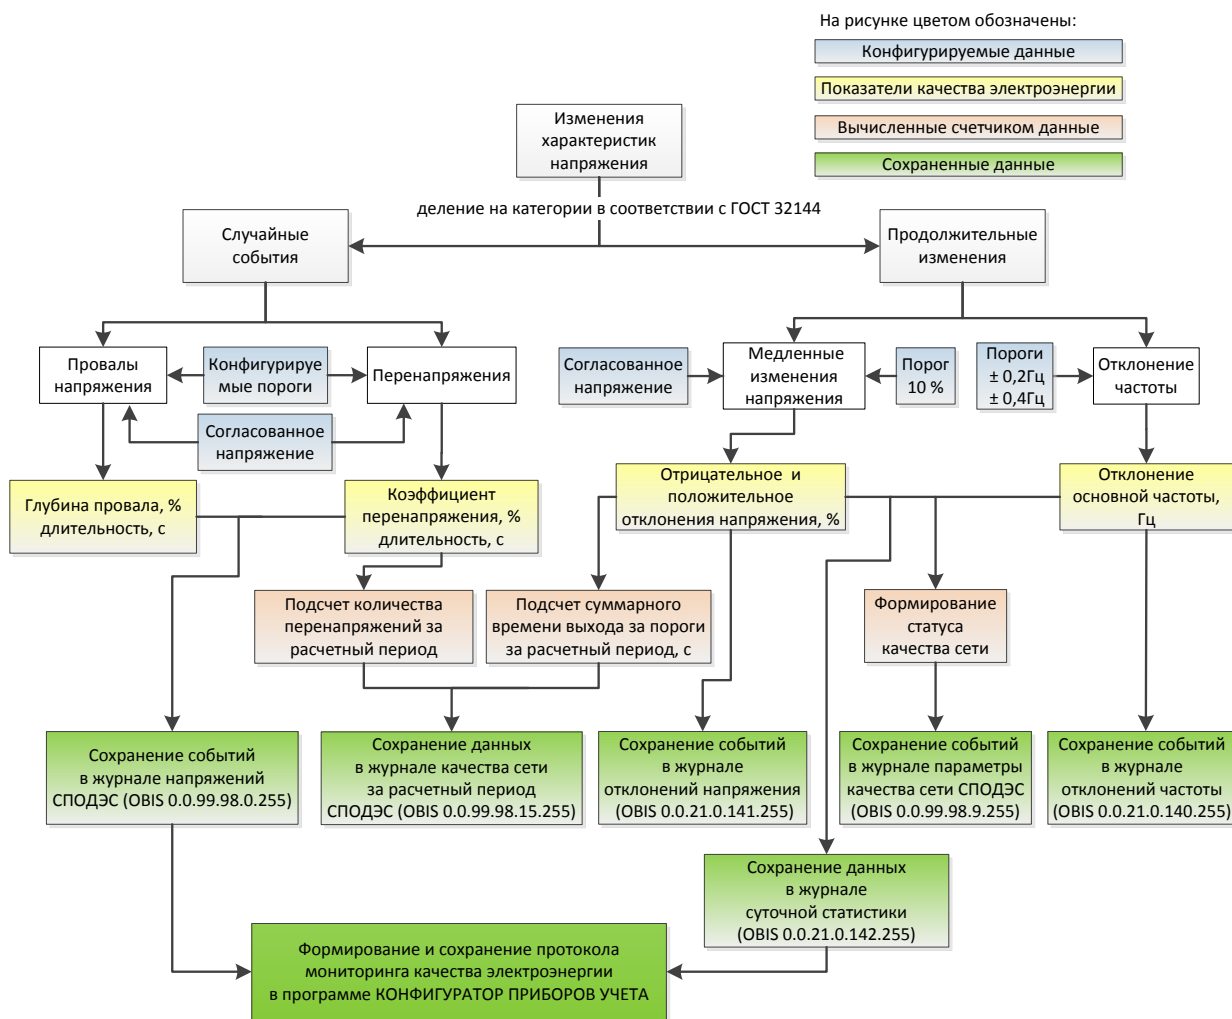 На рисунке цветом обозначены:
Конфигурируемые данные
Показатели качества электроэнергии
Вычисленные счетчиком данные
Сохраненные данные
Изменения
характеристик
напряжения
деление на категории в соответствии с ГОСТ 32144
Случайные
события
Продолжительные
изменения
Провалы
напряжения
Конфигурируе
мые пороги
Перенапряжения
Согласованное
напряжение
Согласованное
напряжение
Медленные
изменения
напряжения
Порог
10 %
Пороги
± 0,2Гц
± 0,4Гц
Отклонение
частоты
Глубина провала, %
длительность, с
Коэффициент
перенапряжения, %
длительность, с
Отрицательное и
положительное
отклонения напряжения, %
Отклонение
основной частоты,
Гц
Подсчет количества
перенапряжений за
расчетный период
Подсчет суммарного
времени выхода за пороги
за расчетный период, с
Формирование
статуса
качества сети
Сохранение событий
в журнале напряжений
СПОДЭС (OBIS 0.0.99.98.0.255)
Сохранение данных
в журнале качества сети
за расчетный период
СПОДЭС (OBIS 0.0.99.98.15.255)
Сохранение событий
в журнале
отклонений напряжения
(OBIS 0.0.21.0.141.255)
Сохранение событий
в журнале параметры
качества сети СПОДЭС
(OBIS 0.0.99.98.9.255)
Сохранение событий
в журнале
отклонений частоты
(OBIS 0.0.21.0.140.255)
Сохранение данных
в журнале
суточной статистики
(OBIS 0.0.21.0.142.255)
Формирование и сохранение протокола
мониторинга качества электроэнергии
в программе КОНФИГУРАТОР ПРИБОРОВ УЧЕТА